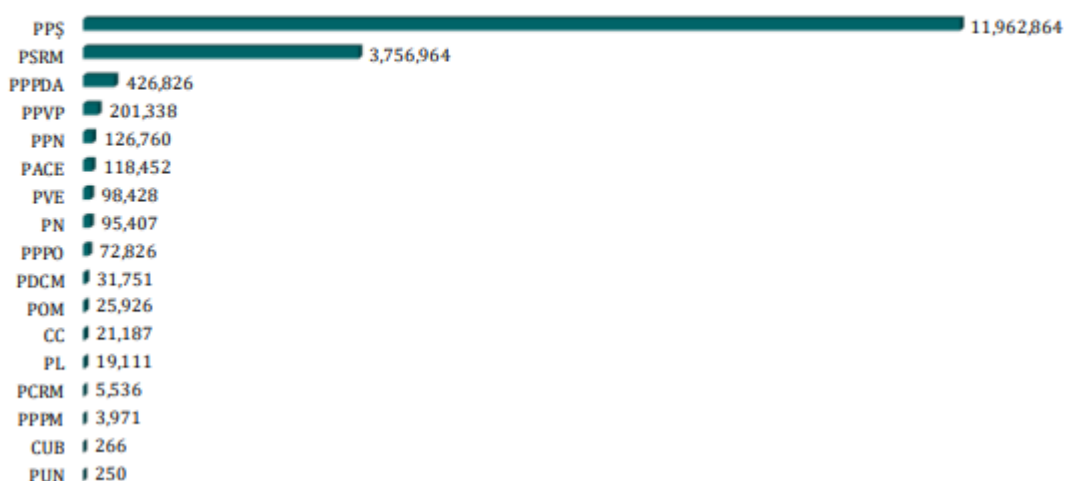 PPȘ 11,962,864
PSRM 3,756,964
PPPDA 426,826
PPVP 201,338
PPN 126,760
PACE 118,452
PVE 98,428
PN 95,407
PPPO 72,826
PDCM 31,751
POM 25,926
CC 21,187
PL 19,111
PCRM 5,536
PPPM 3,971
CUB 266
PUN 250